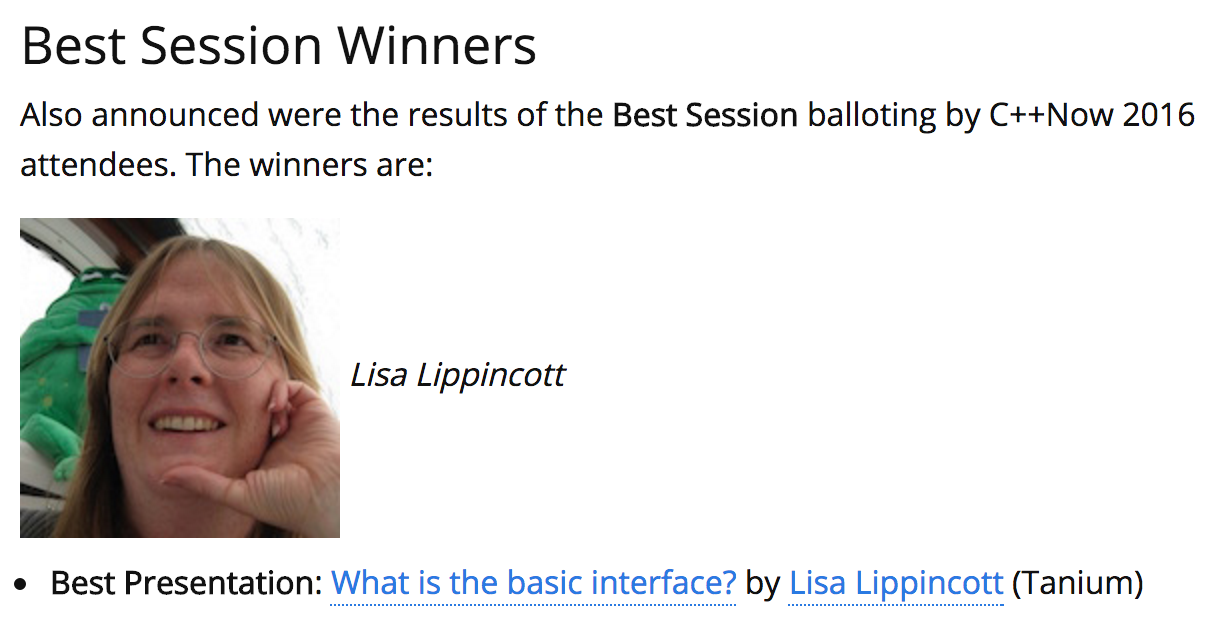 Best Session Winners
Also announced were the results of the Best Session balloting by C++Now 2016
attendees. The winners are:
Lisa Lippincott
• Best Presentation: What is the basic interface? by Lisa Lippincott (Tanium)